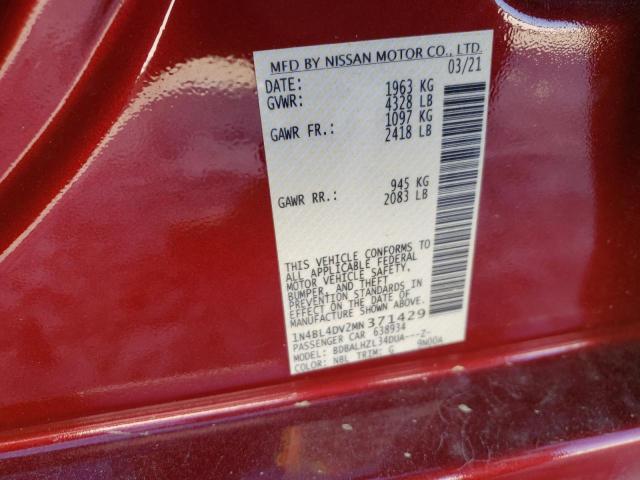 MFD BY NISSAN MOTOR CO., LTD.
03/21
DATE: 1963 KG
GVWR: 4328 LB
1097 KG
GAWR FR.: 2418 LB
945 KG
GAWR RR.: 2083 LB
THIS VEHICLE CONFORMS TO
ALL APPLICABLE FEDERAL
MOTOR VEHICLE SAFETY,
BUMPER, AND THEFT
PREVENTION STANDARDS IN
EFFECT ON THE DATE OF
MANUFACTURE SHOWN ABOVE.
1N4BL4DV2MN371429
PASSENGER CAR 638934
MODEL: BDBALHZL34DUA---Z-
COLOR: NBL TRIM: G 9N00A